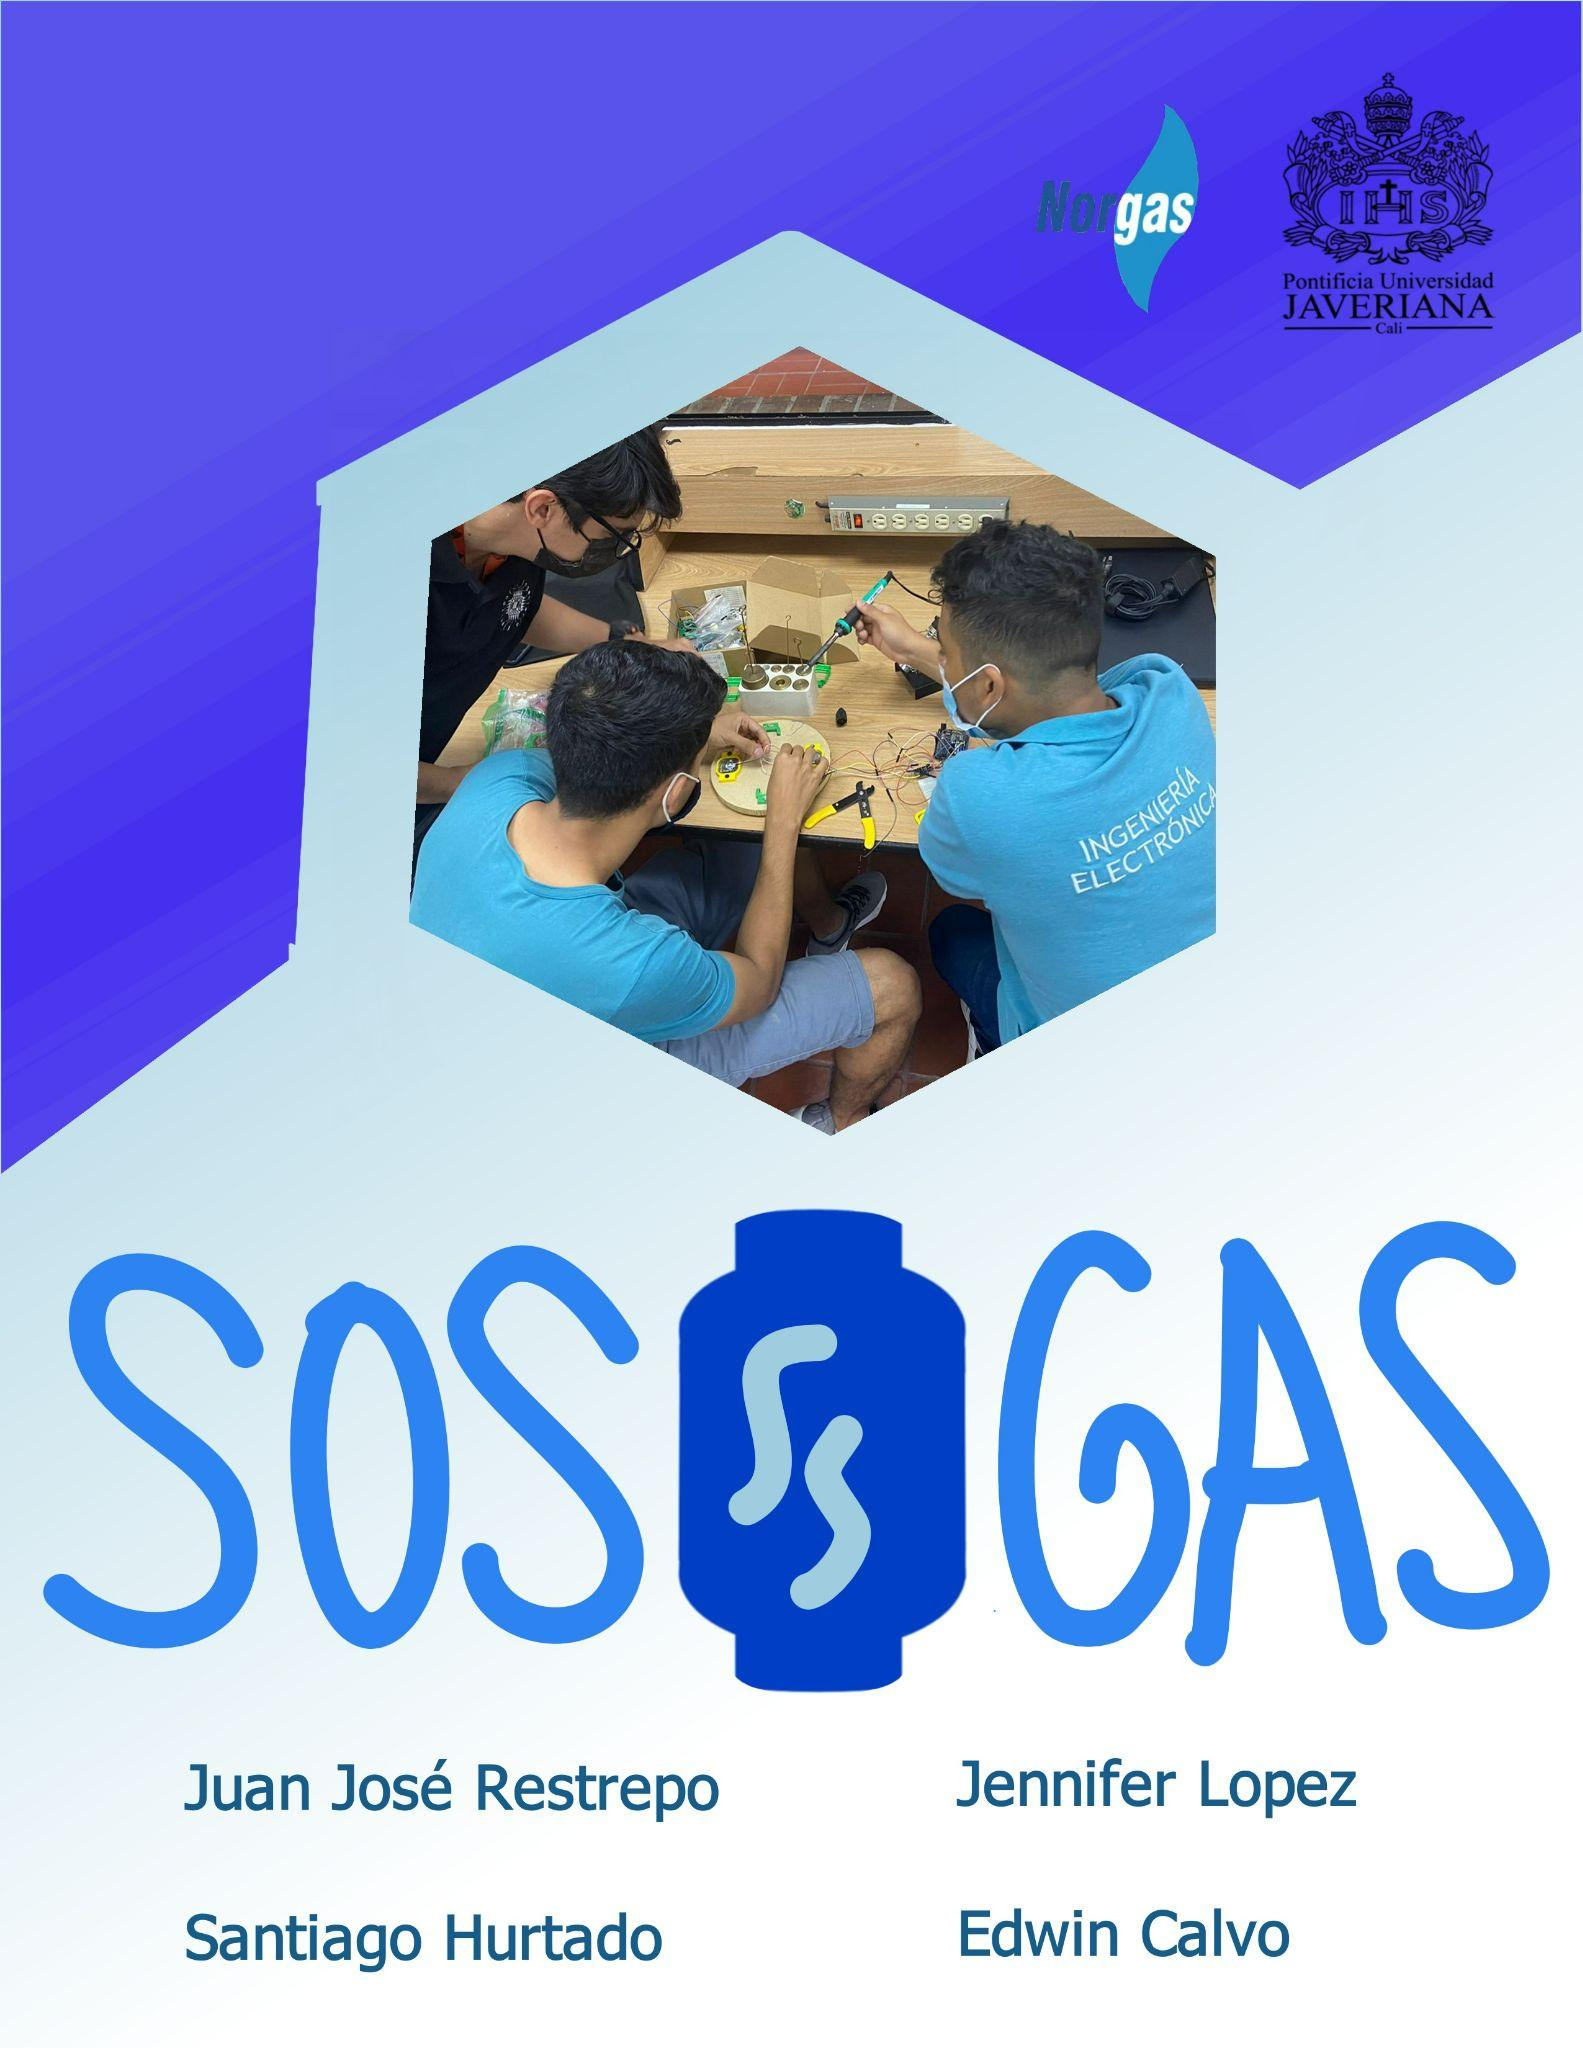 Norgas
IHS
Pontificia Universidad
JAVERIANA
Cali
INGENIERÍA
ELECTRÓNICA
SOS GAS
SS
Juan José Restrepo
Jennifer Lopez
Santiago Hurtado
Edwin Calvo